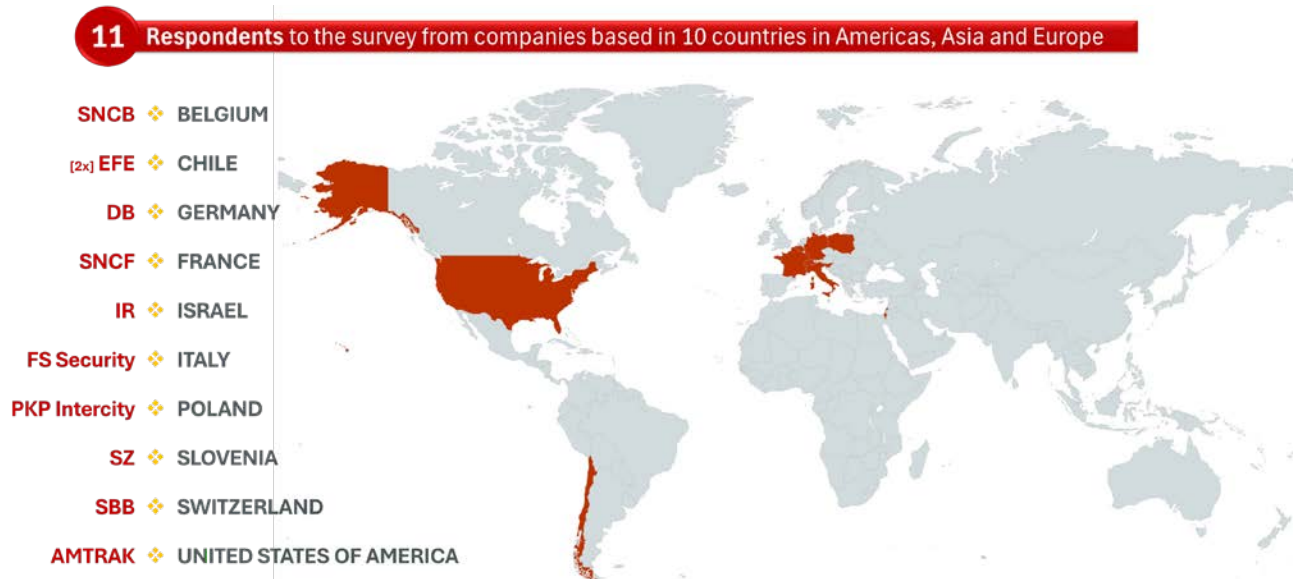 11 Respondents to the survey from companies based in 10 countries in Americas, Asia and Europe
SNCB ❖ BELGIUM
[2x] EFE ❖ CHILE
DB ❖ GERMANY
SNCF ❖ FRANCE
IR ❖ ISRAEL
FS Security ❖ ITALY
PKP Intercity ❖ POLAND
SZ ❖ SLOVENIA
SBB ❖ SWITZERLAND
AMTRAK ❖ UNITED STATES OF AMERICA